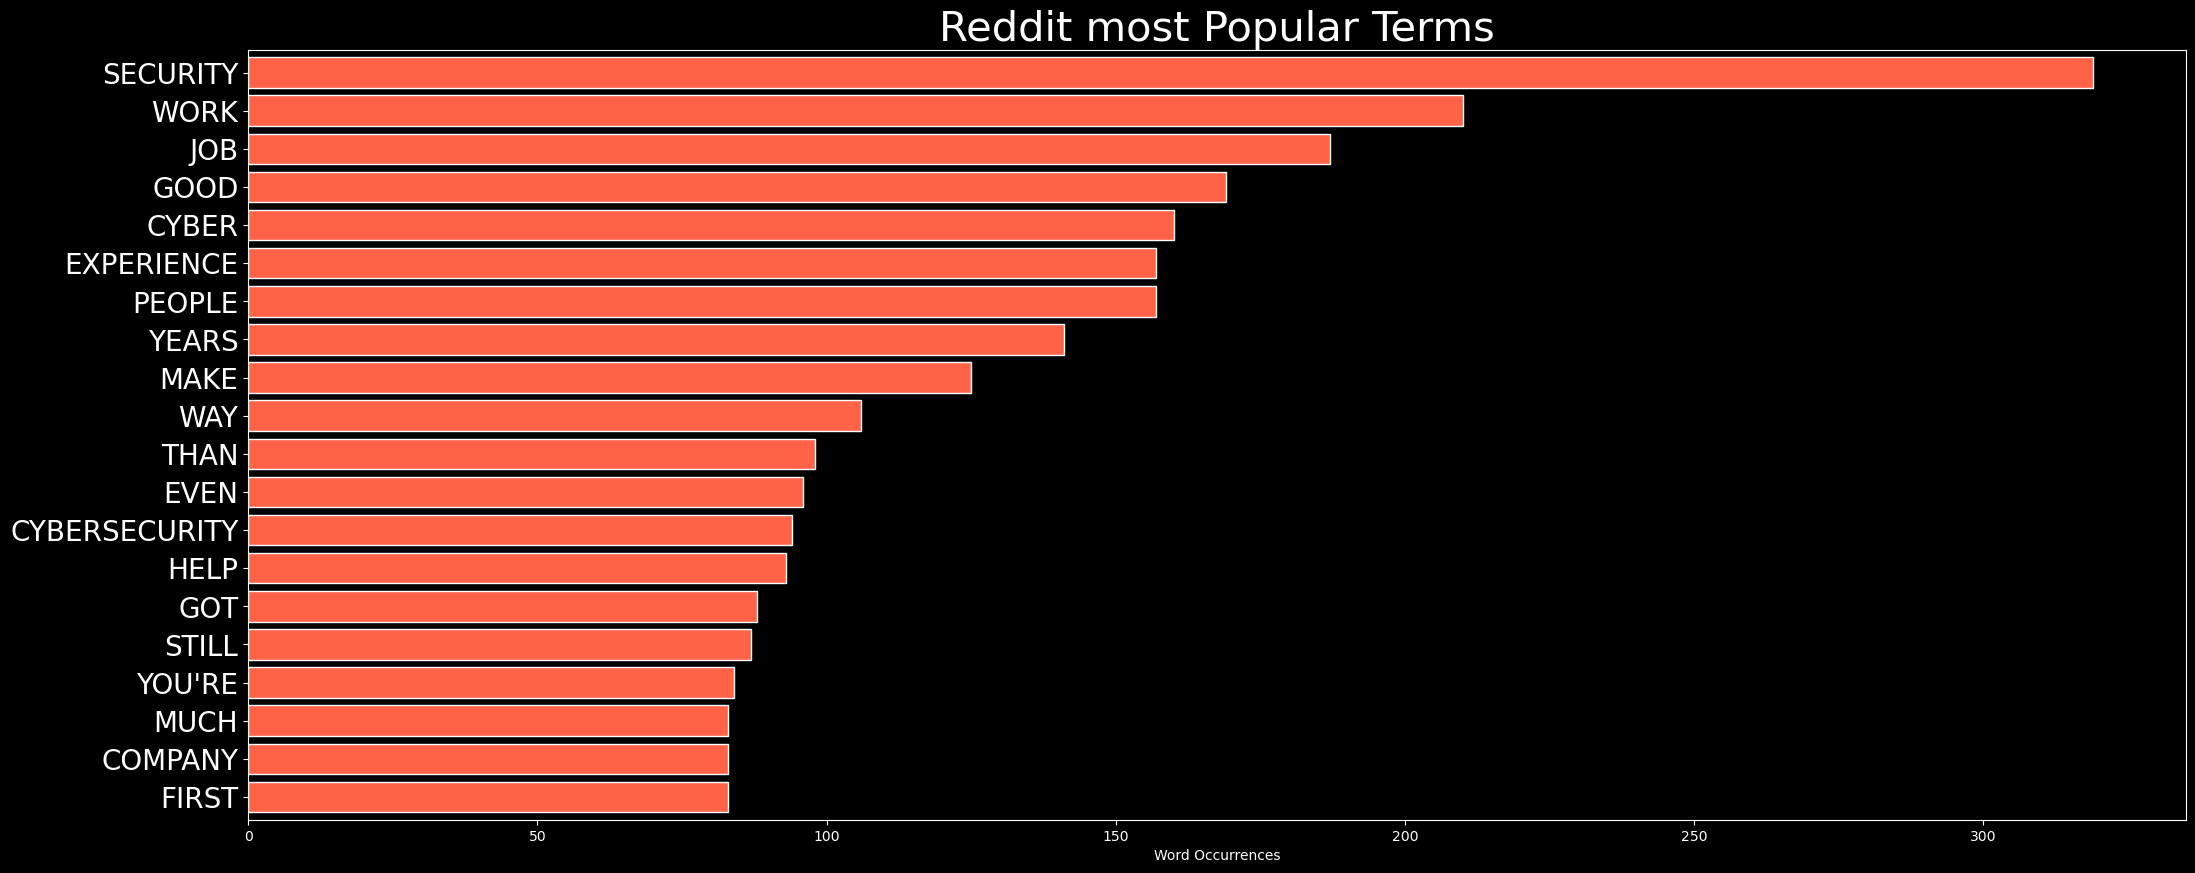 Reddit most Popular Terms
SECURITY
WORK
JOB
GOOD
CYBER
EXPERIENCE
PEOPLE
YEARS
MAKE
WAY
THAN
EVEN
CYBERSECURITY
HELP
GOT
STILL
YOU'RE
MUCH
COMPANY
FIRST
0 50 100 150 200 250 300
Word Occurrences